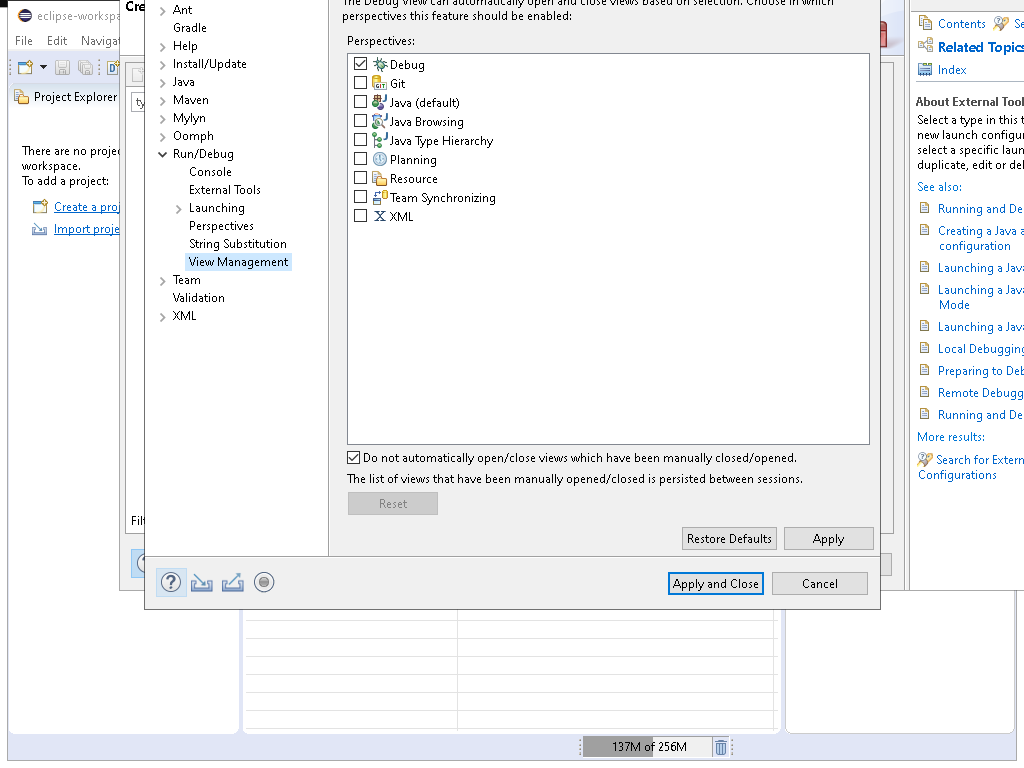 eclipse-workspa
File Edit Navigat
Project Explorer
There are no projec
workspace.
To add a project:
Create a proj
Import proje
Cre
ty
Filt
Ant
Gradle
Help
Install/Update
Java
Maven
Mylyn
Oomph
Run/Debug
Console
External Tools
Launching
Perspectives
String Substitution
View Management
Team
Validation
XML
The Debug View can automatically open and close views based on selection. Choose in which
perspectives this feature should be enabled:
Perspectives:
Debug
Git
Java (default)
Java Browsing
Java Type Hierarchy
Planning
Resource
Team Synchronizing
XML
Do not automatically open/close views which have been manually closed/opened.
The list of views that have been manually opened/closed is persisted between sessions.
Reset
Restore Defaults
Apply
Apply and Close
Cancel
Contents
Se
Related Topics
Index
About External Tool
Select a type in this t
new launch configur
select a specific laun
duplicate, edit or del
See also:
Running and De
Creating a Java a
configuration
Launching a Java
Launching a Java
Mode
Launching a Java
Local Debugging
Preparing to Deb
Remote Debugg
Running and De
More results:
Search for Extern
Configurations
137M of 256M